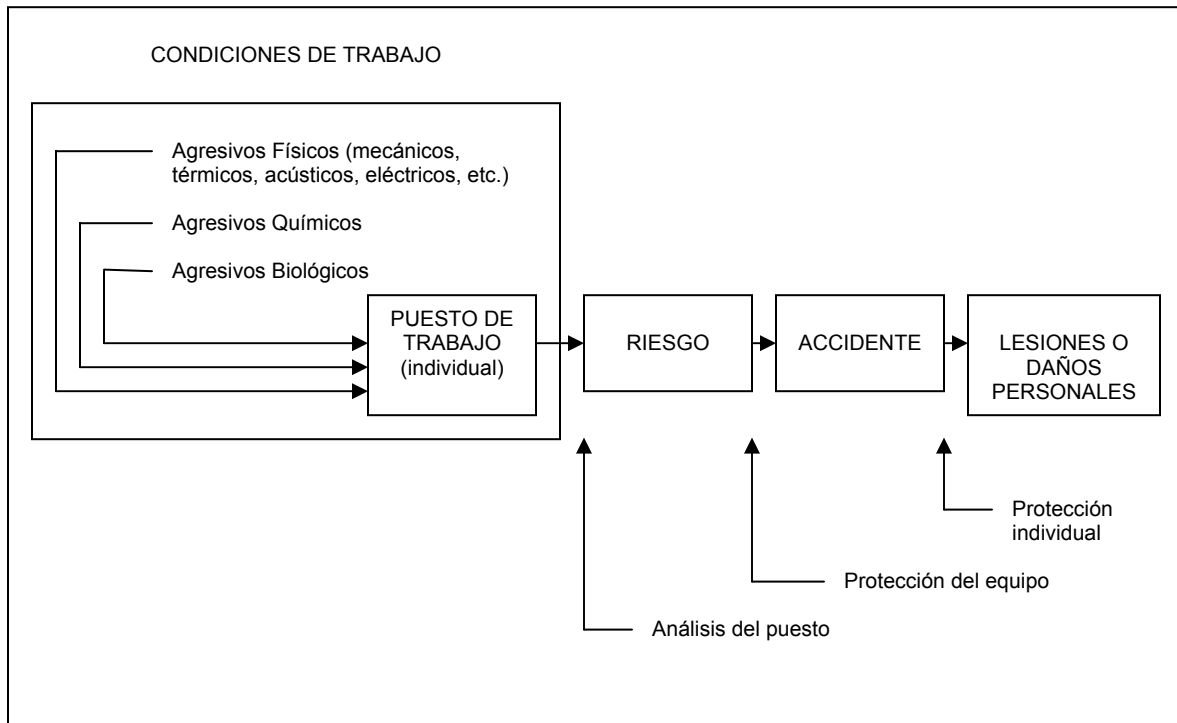 CONDICIONES DE TRABAJO
Agresivos Físicos (mecánicos,
térmicos, acústicos, eléctricos, etc.)
Agresivos Químicos
Agresivos Biológicos
PUESTO DE
TRABAJO
(individual)
RIESGO
ACCIDENTE
LESIONES O
DAÑOS
PERSONALES
Protección
individual
Protección del equipo
Análisis del puesto